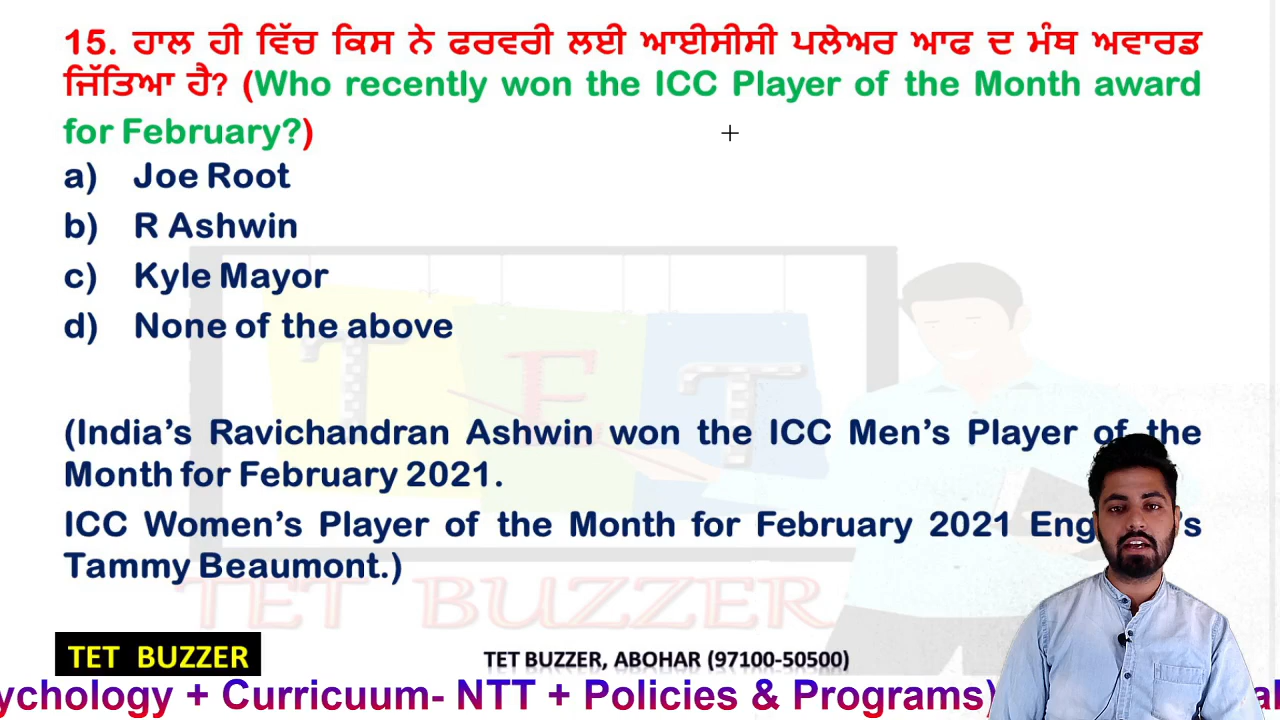 15. ਹਾਲ ਹੀ ਵਿੱਚ ਕਿਸ ਨੇ ਫਰਵਰੀ ਲਈ ਆਈਸੀਸੀ ਪਲੇਅਰ ਆਫ ਦ ਮੰਥ ਅਵਾਰਡ
ਜਿੱਤਿਆ ਹੈ? (Who recently won the ICC Player of the Month award
for February?)
a) Joe Root
b) R Ashwin
c) Kyle Mayor
d) None of the above
TET
(India's Ravichandran Ashwin won the ICC Men's Player of the
Month for February 2021.
ICC Women's Player of the Month for February 2021
Tammy Beaumont.)
TET BUZZER
TET BUZZER
TET BUZZER, ABOHAR (97100-50500)
ychology + Curricuum- NTT + Policies & Programs)